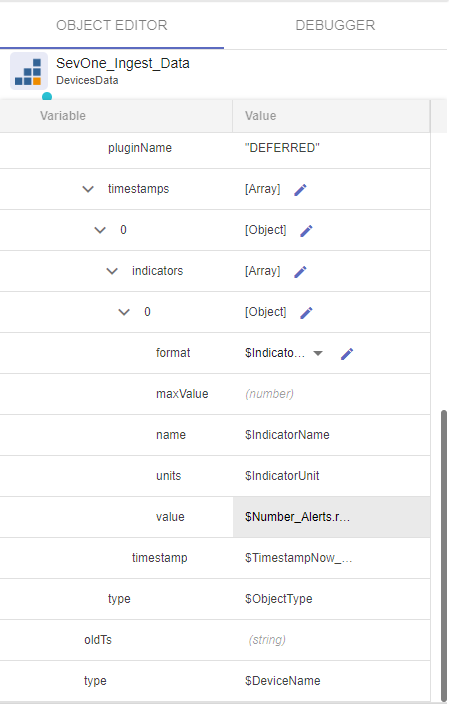 OBJECT EDITOR DEBUGGER
SevOne_Ingest_Data
DevicesData
Variable Value
pluginName "DEFERRED"
timestamps [Array]
0 [Object]
indicators [Array]
0 [Object]
format $Indicato...
maxValue (number)
name $IndicatorName
units $IndicatorUnit
value $Number_Alerts.r...
timestamp $TimestampNow_...
type $ObjectType
oldTs (string)
type $DeviceName